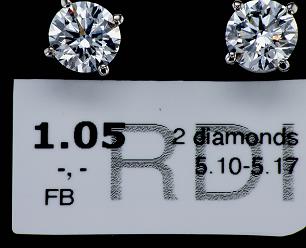 1.05 2 diamonds
-,- 5.10-5.17
FB
RDI